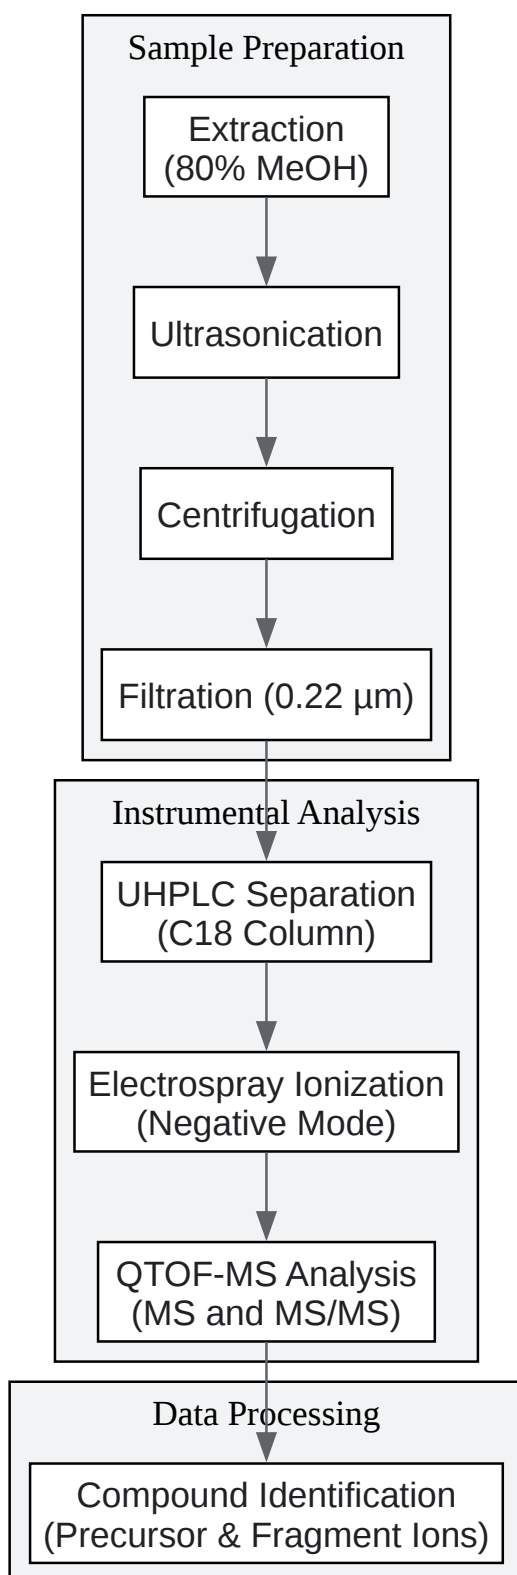 Sample Preparation
Extraction
(80% MeOH)
Ultrasonication
Centrifugation
Filtration (0.22 µm)
Instrumental Analysis
UHPLC Separation
(C18 Column)
Electrospray Ionization
(Negative Mode)
QTOF-MS Analysis
(MS and MS/MS)
Data Processing
Compound Identification
(Precursor & Fragment Ions)